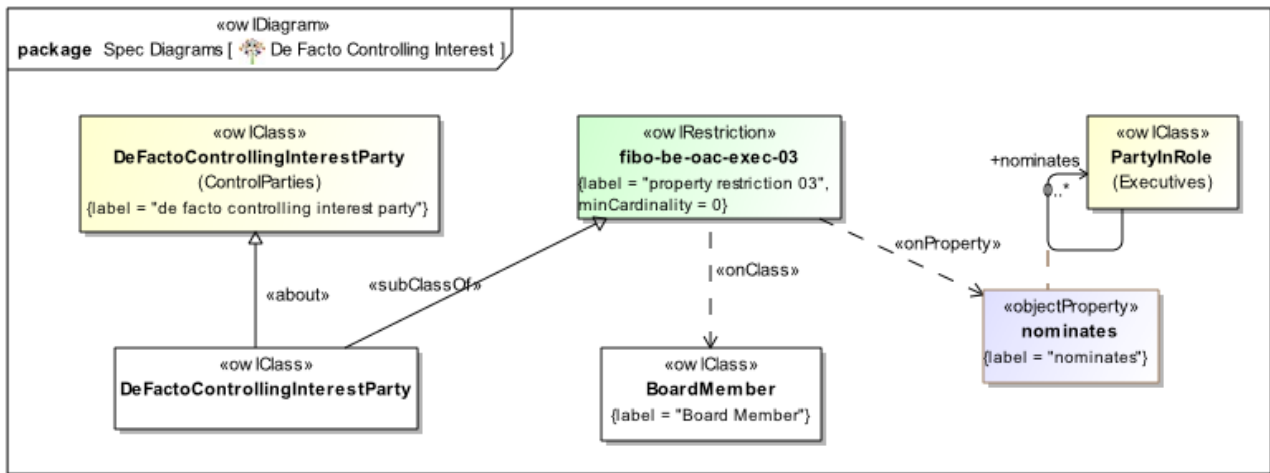 «owlDiagram»
package Spec Diagrams [ De Facto Controlling Interest ]
«owlClass»
DeFactoControllingInterestParty
(ControlParties)
{label = "de facto controlling interest party"}
«owlRestriction»
fibo-be-oac-exec-03
{label = "property restriction 03",
minCardinality = 0}
+nominates
0..*
«owlClass»
PartyInRole
(Executives)
«onProperty»
«onClass»
«subClassOf»
«about»
«objectProperty»
nominates
{label = "nominates"}
«owlClass»
DeFactoControllingInterestParty
«owlClass»
BoardMember
{label = "Board Member"}